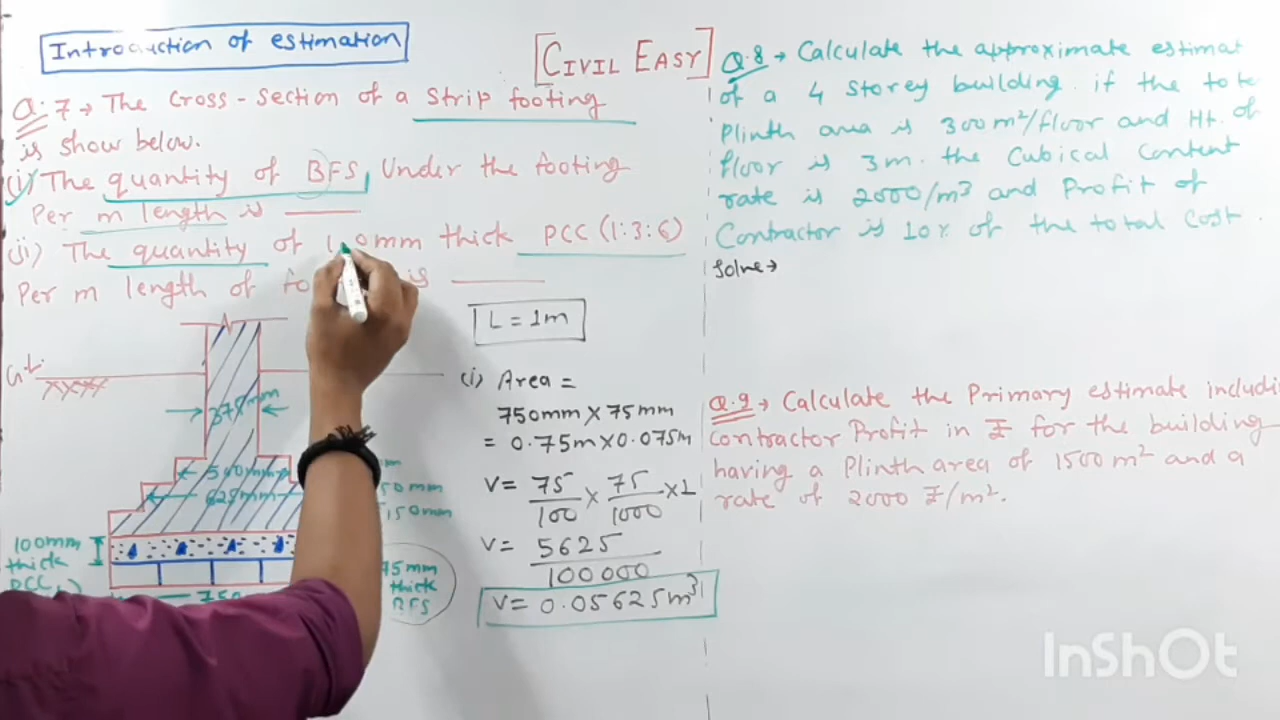 Introduction of estimation
[CIVIL EASY]
Q.7→ The Cross-Section of a Strip footing
is show below.
(i) The quantity of BFS, Under the footing
Per m length is
(ii) The quantity of mm thick PCC (1:3:6)
Per m length of is
L = 1m
G.L.
375mm
500mm
625mm
50mm
150mm
100mm
thick
PCC
75mm
thick
BFS
750
(i) Area =
750mm X 75mm
= 0.75m X 0.075m
V= 75/100 X 75/1000 X 1
V= 5625/100000
V= 0.05625m³
Q.8→ Calculate the approximate estimat
of a 4 Storey building. if the tot
Plinth area is 300m²/floor and Ht. of
floor is 3m. the Cubical Content
rate is 2000/m³ and Profit of
Contractor is 10% of the total Cost.
Solve→
Q.9→ Calculate the Primary estimate includi
Contractor Profit in ₹ for the building
having a Plinth area of 1500m² and a
rate of 2000 ₹/m².
InShOt